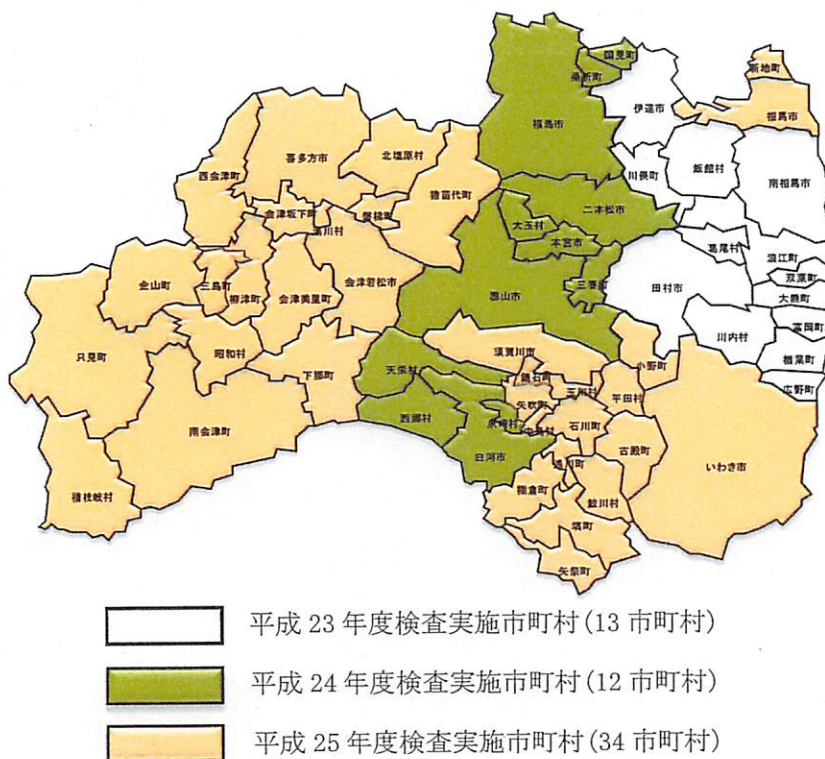 国見町
桑折町
新地町
伊達市
相馬市
福島市
北塩原村
喜多方市
西会津町
川俣町
飯舘村
南相馬市
猪苗代町
会津坂下町
磐梯町
湯川村
二本松市
大玉村
本宮市
葛尾村
浪江町
双葉町
大熊町
金山町
三島町
柳津町
会津美里町
会津若松市
郡山市
三春町
田村市
富岡町
川内村
楢葉町
広野町
只見町
昭和村
下郷町
須賀川市
小野町
天栄村
鏡石町
玉川村
平田村
矢吹町
西郷村
泉崎村
中島村
石川町
古殿町
南会津町
白河市
いわき市
浅川町
棚倉町
鮫川村
檜枝岐村
塙町
矢祭町
平成 23 年度検査実施市町村(13 市町村)
平成 24 年度検査実施市町村(12 市町村)
平成 25 年度検査実施市町村(34 市町村)